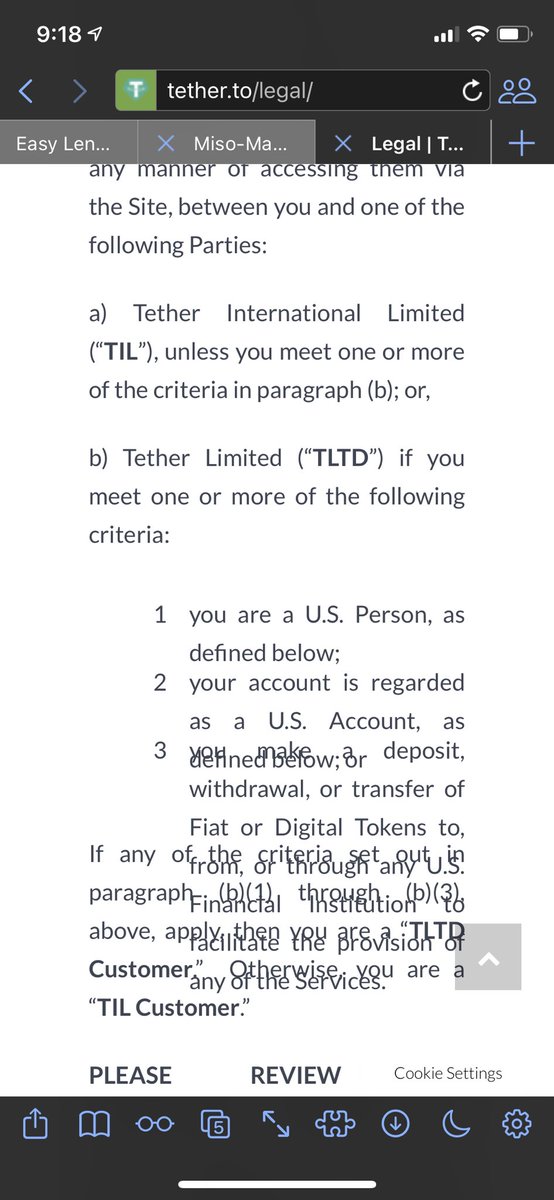 9:18
T tether.to/legal/
Easy Len... Miso-Ma... Legal | T...
any manner of accessing them via
the Site, between you and one of the
following Parties:
a) Tether International Limited
(“TIL”), unless you meet one or more
of the criteria in paragraph (b); or,
b) Tether Limited (“TLTD”) if you
meet one or more of the following
criteria:
1 you are a U.S. Person, as
defined below;
2 your account is regarded
as a U.S. Account, as
defined below; or
3 you make a deposit,
withdrawal, or transfer of
Fiat or Digital Tokens to,
from, or through any U.S.
Financial Institution to
facilitate the provision of
any of the Services.
If any of the criteria set out in
paragraph (b)(1) through (b)(3),
above, apply, then you are a “TLTD
Customer.” Otherwise, you are a
“TIL Customer.”
PLEASE REVIEW
Cookie Settings
5